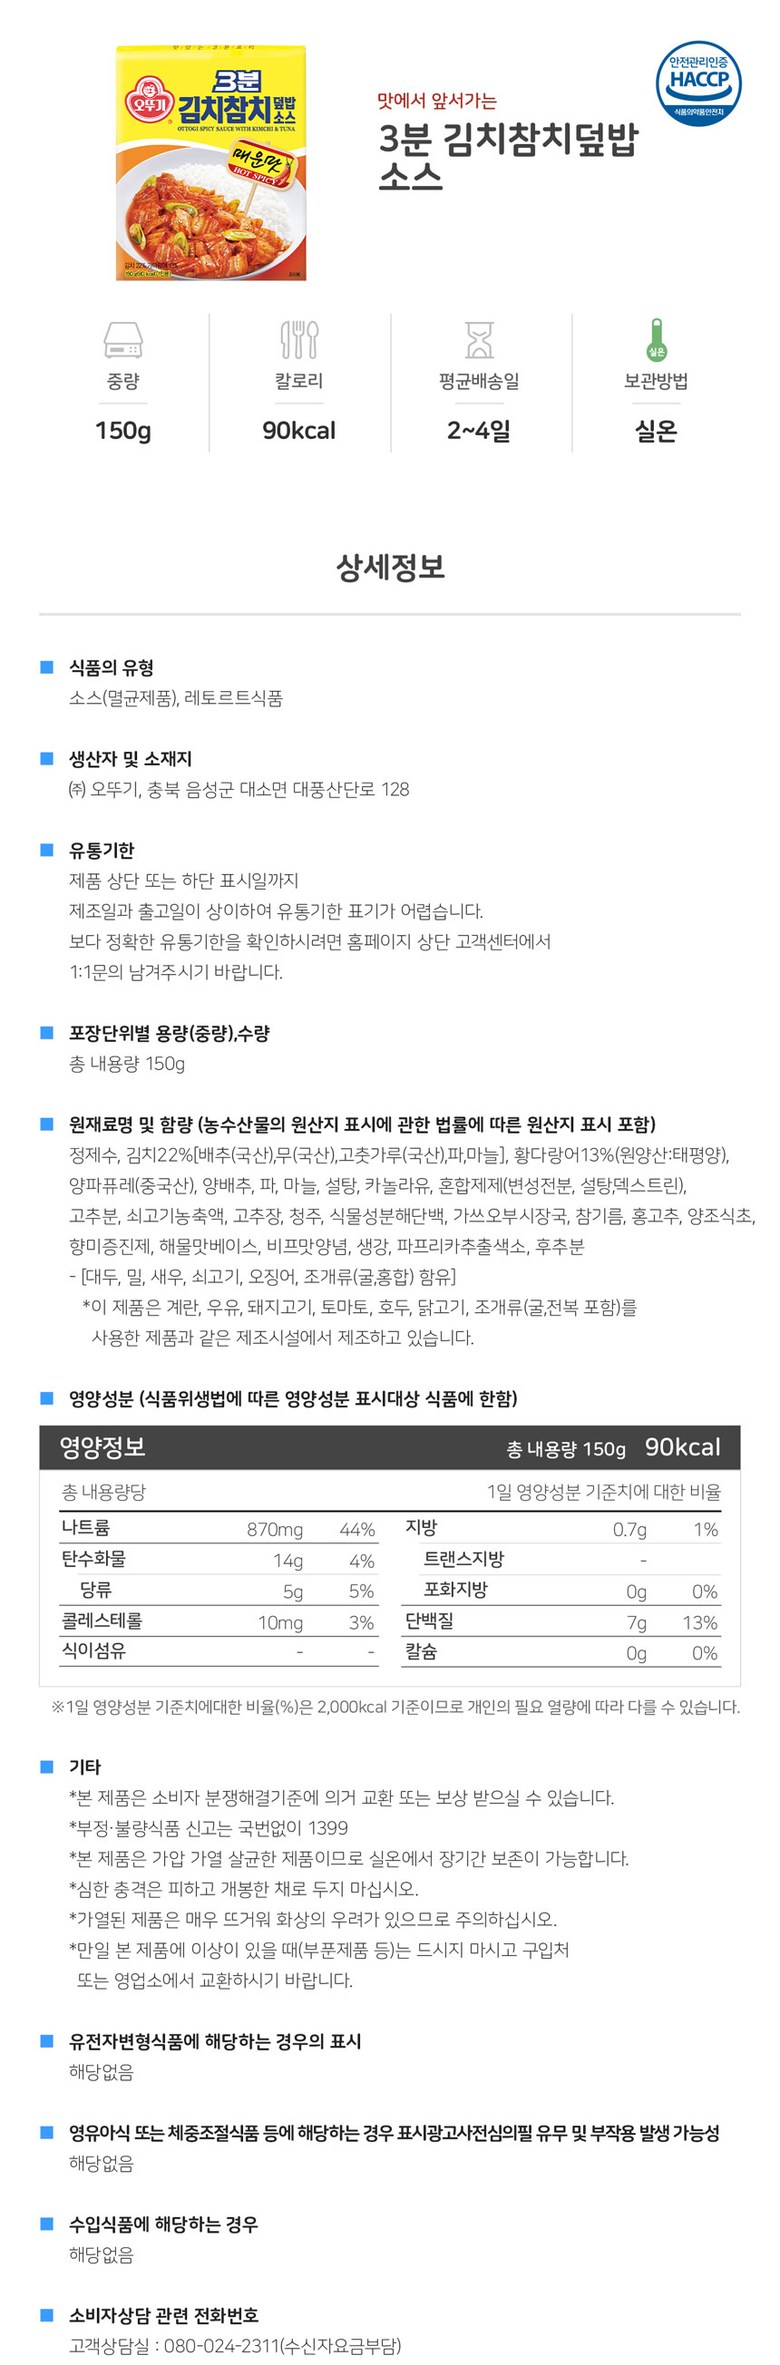 맛있는 3분요리
오뚜기
3분
김치참치덮밥소스
OTTOGI SPICY SAUCE WITH KIMCHI & TUNA
매운맛
HOT SPICY
맛에서 앞서가는
3분 김치참치덮밥
소스
안전관리인증
HACCP
식품의약품안전처
실온
중량
칼로리
평균배송일
보관방법
150g
90kcal
2~4일
실온
상세정보
식품의 유형
소스(멸균제품), 레토르트식품
생산자 및 소재지
㈜ 오뚜기, 충북 음성군 대소면 대풍산단로 128
유통기한
제품 상단 또는 하단 표시일까지
제조일과 출고일이 상이하여 유통기한 표기가 어렵습니다.
보다 정확한 유통기한을 확인하시려면 홈페이지 상단 고객센터에서
1:1문의 남겨주시기 바랍니다.
포장단위별 용량(중량),수량
총 내용량 150g
원재료명 및 함량 (농수산물의 원산지 표시에 관한 법률에 따른 원산지 표시 포함)
정제수, 김치22%[배추(국산),무(국산),고춧가루(국산),파,마늘], 황다랑어13%(원양산:태평양),
양파퓨레(중국산), 양배추, 파, 마늘, 설탕, 카놀라유, 혼합제제(변성전분, 설탕,덱스트린),
고추분, 쇠고기농축액, 고추장, 청주, 식물성분해단백, 가쓰오부시장국, 참기름, 홍고추, 양조식초,
향미증진제, 해물맛베이스, 비프맛양념, 생강, 파프리카추출색소, 후추분
- [대두, 밀, 새우, 쇠고기, 오징어, 조개류(굴,홍합) 함유]
*이 제품은 계란, 우유, 돼지고기, 토마토, 호두, 닭고기, 조개류(굴,전복 포함)를
사용한 제품과 같은 제조시설에서 제조하고 있습니다.
영양성분 (식품위생법에 따른 영양성분 표시대상 식품에 한함)
영양정보 총 내용량 150g 90kcal
총 내용량당 1일 영양성분 기준치에 대한 비율
나트륨 870mg 44% 지방 0.7g 1%
탄수화물 14g 4% 트랜스지방 -
당류 5g 5% 포화지방 0g 0%
콜레스테롤 10mg 3% 단백질 7g 13%
식이섬유 - - 칼슘 0g 0%
※1일 영양성분 기준치에대한 비율(%)은 2,000kcal 기준이므로 개인의 필요 열량에 따라 다를 수 있습니다.
기타
*본 제품은 소비자 분쟁해결기준에 의거 교환 또는 보상 받으실 수 있습니다.
*부정·불량식품 신고는 국번없이 1399
*본 제품은 가압 가열 살균한 제품이므로 실온에서 장기간 보존이 가능합니다.
*심한 충격은 피하고 개봉한 채로 두지 마십시오.
*가열된 제품은 매우 뜨거워 화상의 우려가 있으므로 주의하십시오.
*만일 본 제품에 이상이 있을 때(부푼제품 등)는 드시지 마시고 구입처
또는 영업소에서 교환하시기 바랍니다.
유전자변형식품에 해당하는 경우의 표시
해당없음
영유아식 또는 체중조절식품 등에 해당하는 경우 표시광고사전심의필 유무 및 부작용 발생 가능성
해당없음
수입식품에 해당하는 경우
해당없음
소비자상담 관련 전화번호
고객상담실 : 080-024-2311(수신자요금부담)